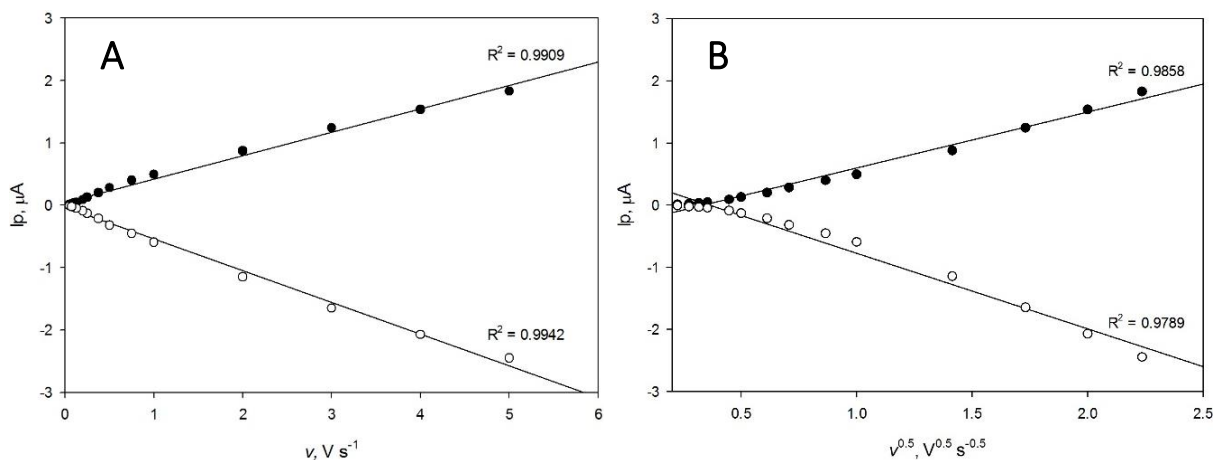 A
3
2
1
0
-1
-2
-3
Ip, µA
R² = 0.9909
R² = 0.9942
0 1 2 3 4 5 6
v, V s⁻¹
B
3
2
1
0
-1
-2
-3
Ip, µA
R² = 0.9858
R² = 0.9789
0.5 1.0 1.5 2.0 2.5
v⁰·⁵, V⁰·⁵ s⁻⁰·⁵